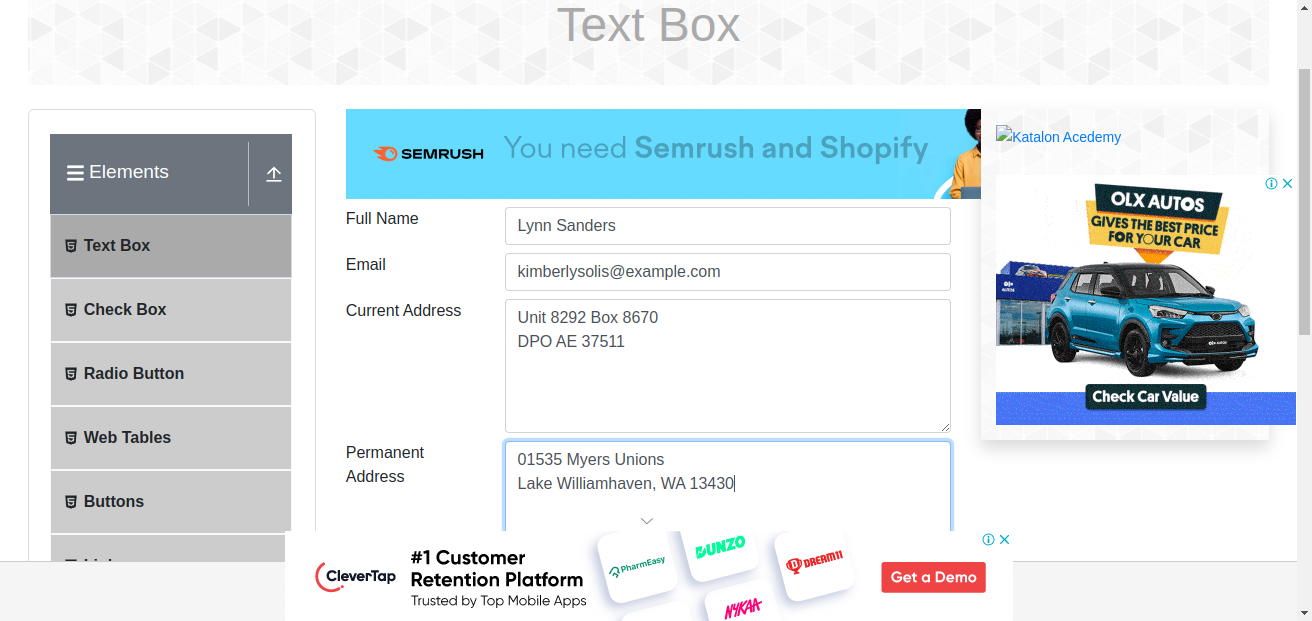 Text Box
Elements
Text Box
Check Box
Radio Button
Web Tables
Buttons
SEMRUSH You need Semrush and Shopify
Full Name
Lynn Sanders
Email
kimberlysolis@example.com
Current Address
Unit 8292 Box 8670
DPO AE 37511
Permanent
Address
01535 Myers Unions
Lake Williamhaven, WA 13430
Katalon Acedemy
OLX AUTOS
GIVES THE BEST PRICE
FOR YOUR CAR
Check Car Value
CleverTap
#1 Customer
Retention Platform
Trusted by Top Mobile Apps
PharmEasy
DUNZO
DREAM11
NYKAA
Get a Demo